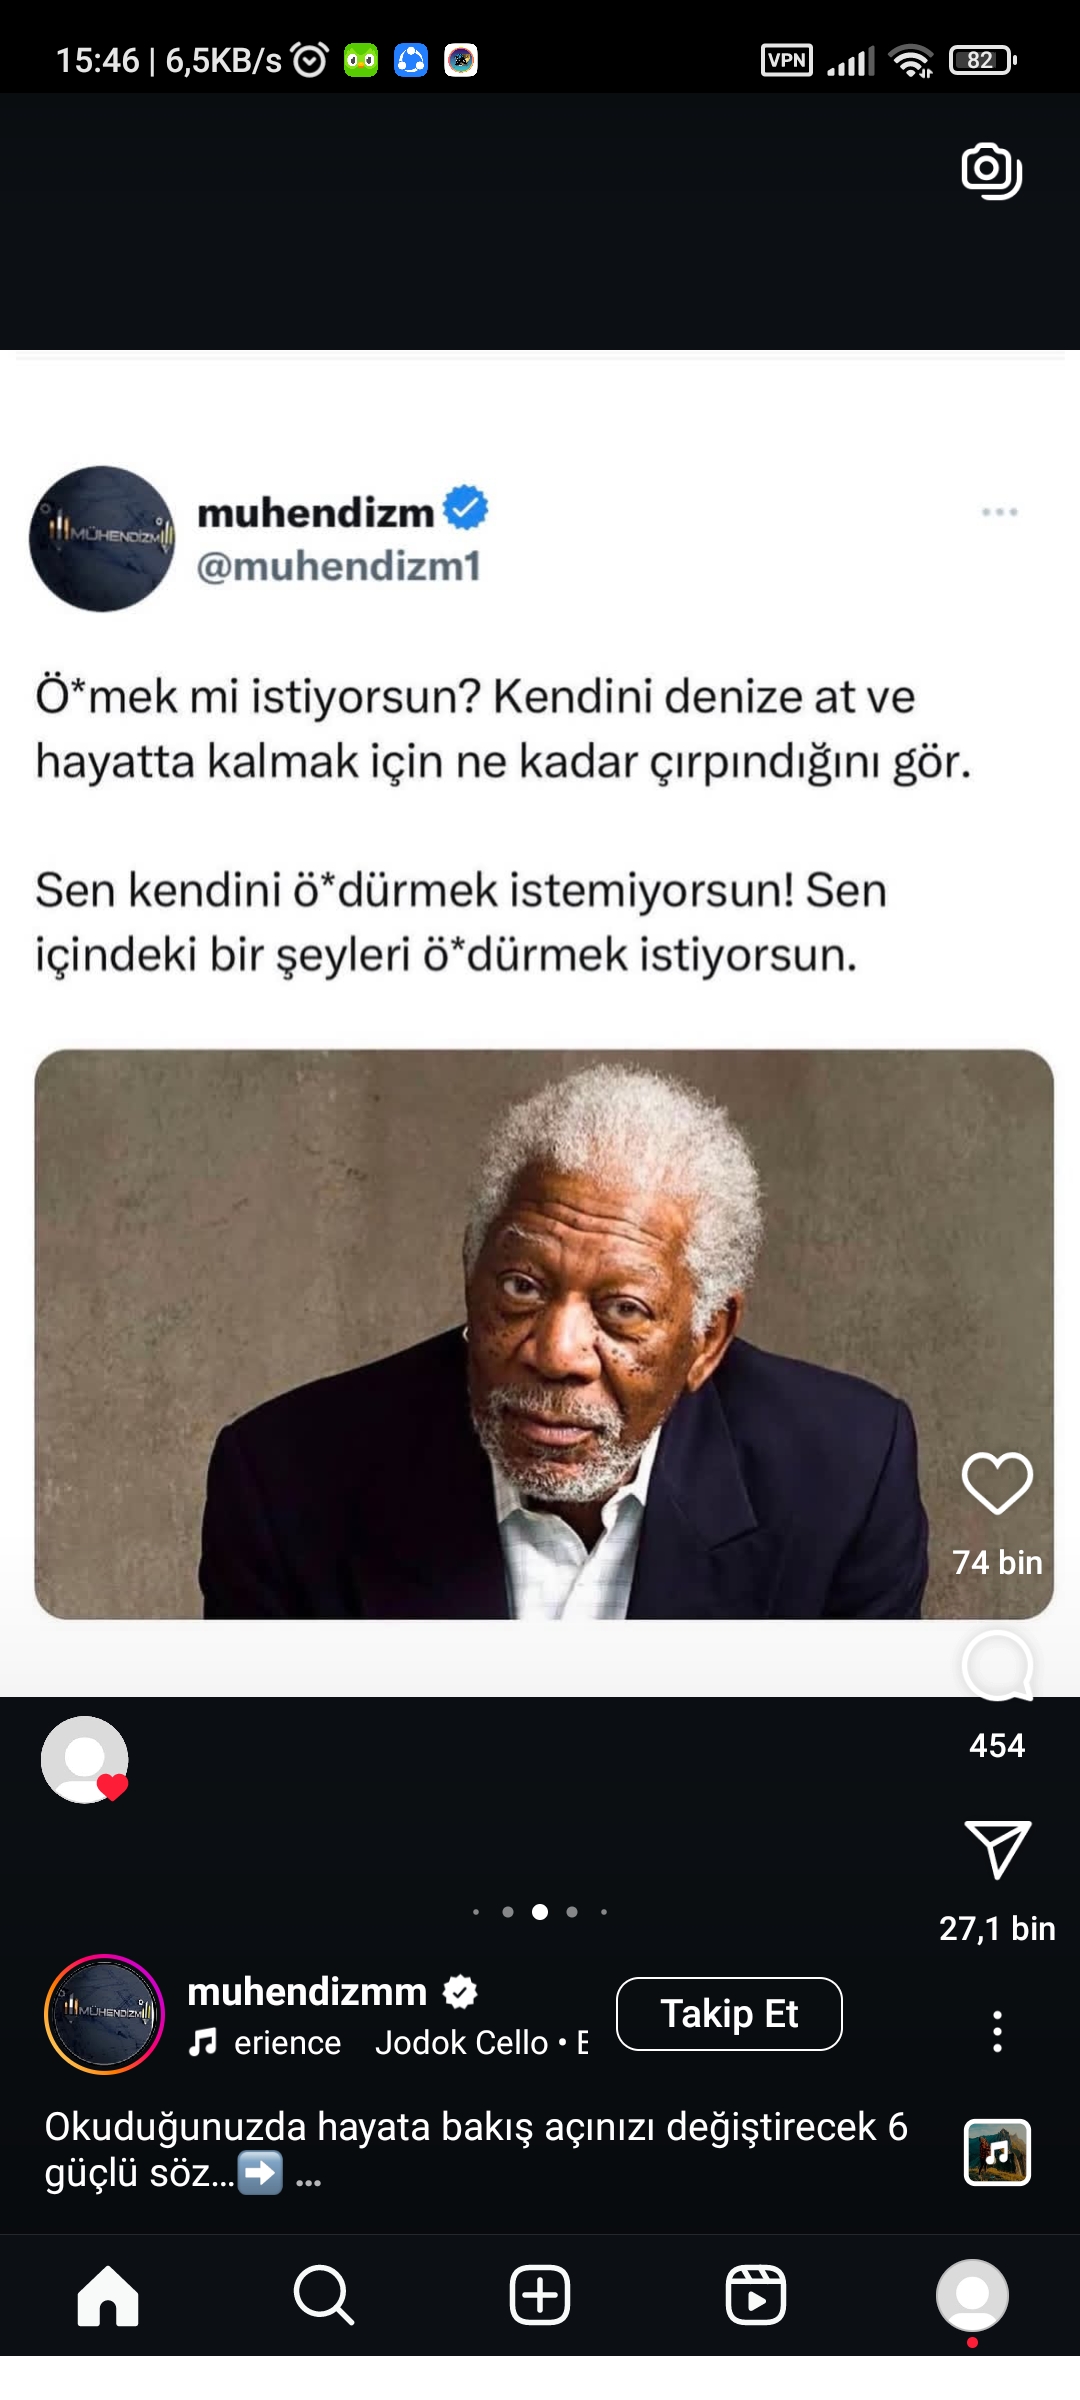 15:46 | 6,5KB/s
VPN
82
MÜHENDİZM
muhendizm
@muhendizm1
Ö*mek mi istiyorsun? Kendini denize at ve
hayatta kalmak için ne kadar çırpındığını gör.
Sen kendini ö*dürmek istemiyorsun! Sen
içindeki bir şeyleri ö*dürmek istiyorsun.
74 bin
454
27,1 bin
MÜHENDİZM
muhendizmm
Takip Et
erience Jodok Cello • E
Okuduğunuzda hayata bakış açınızı değiştirecek 6
güçlü söz...➡️ ...